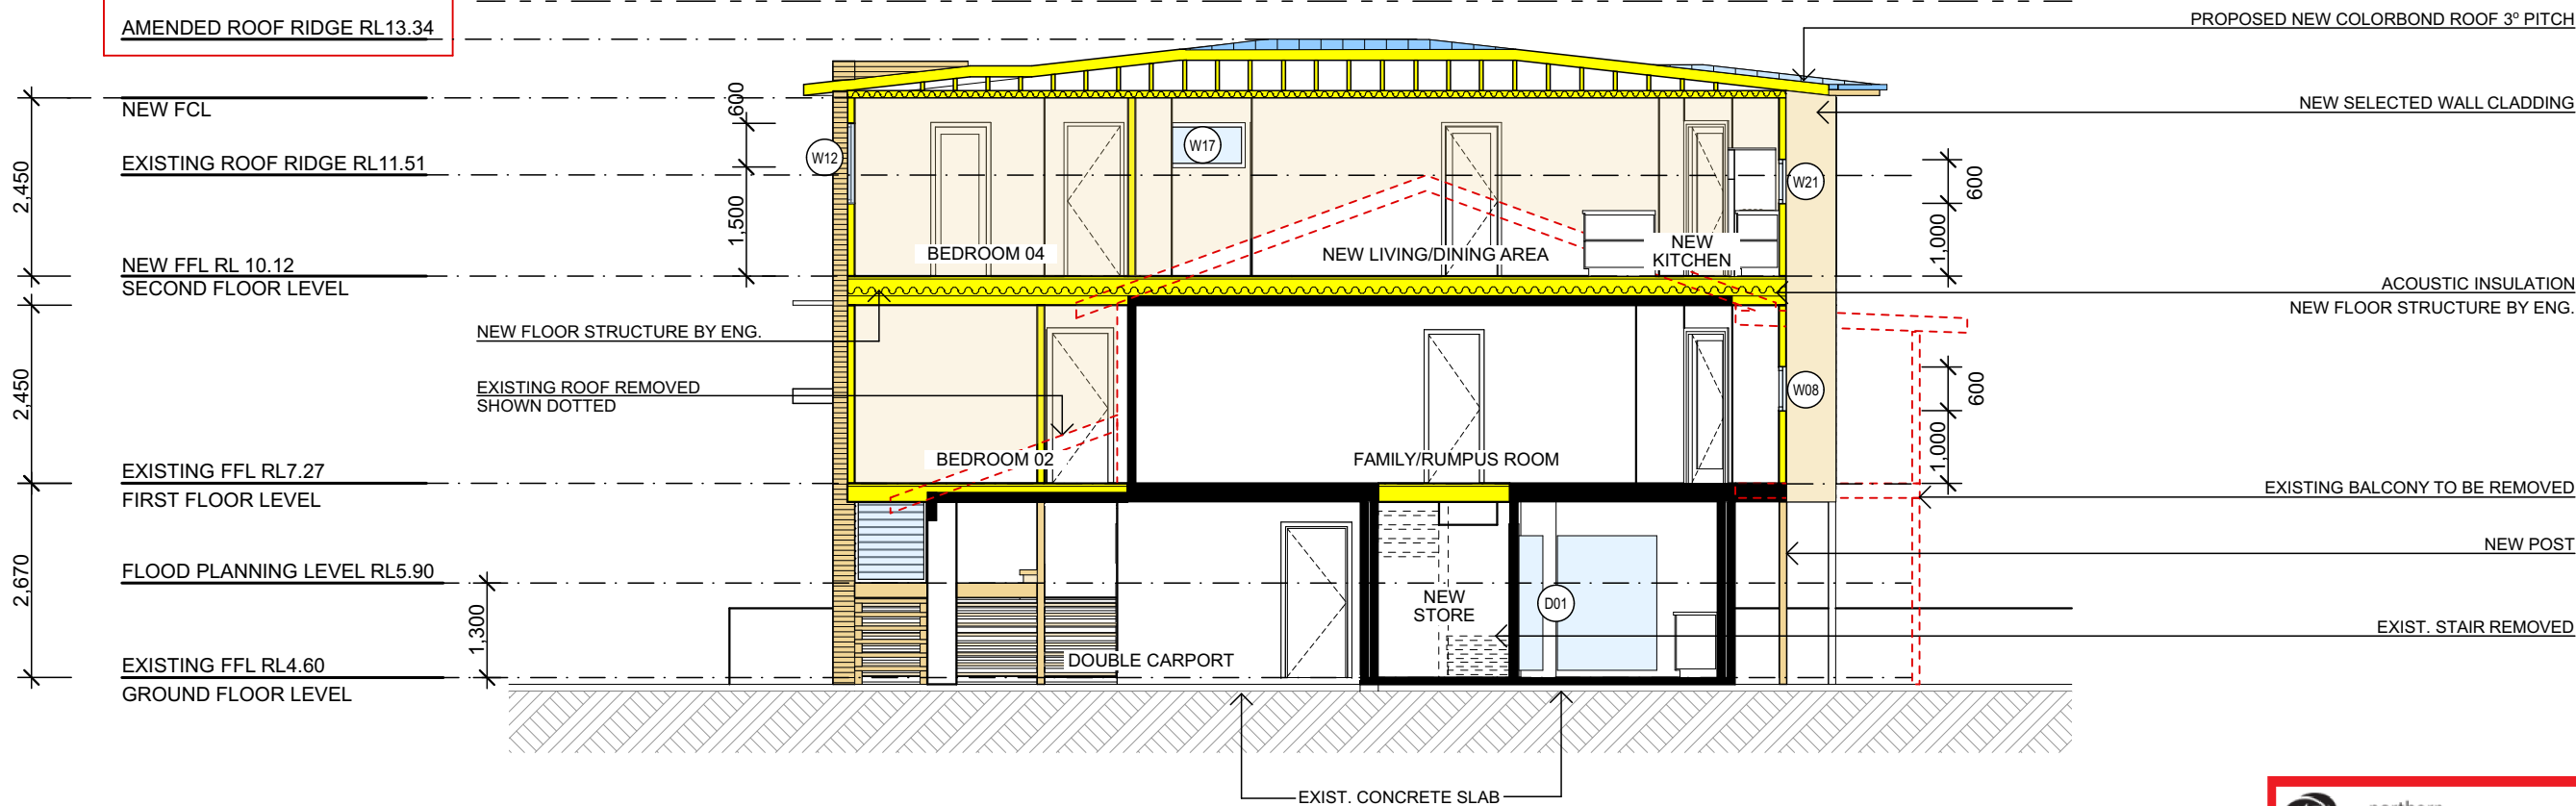 AMENDED ROOF RIDGE RL13.34
PROPOSED NEW COLORBOND ROOF 3º PITCH
NEW FCL
NEW SELECTED WALL CLADDING
600
W12
W17
EXISTING ROOF RIDGE RL11.51
W21
600
2,450
1,500
1,000
BEDROOM 04
NEW LIVING/DINING AREA
NEW
KITCHEN
NEW FFL RL 10.12
SECOND FLOOR LEVEL
ACOUSTIC INSULATION
NEW FLOOR STRUCTURE BY ENG.
NEW FLOOR STRUCTURE BY ENG.
EXISTING ROOF REMOVED
SHOWN DOTTED
W08
600
2,450
1,000
BEDROOM 02
FAMILY/RUMPUS ROOM
EXISTING FFL RL7.27
FIRST FLOOR LEVEL
EXISTING BALCONY TO BE REMOVED
NEW POST
FLOOD PLANNING LEVEL RL5.90
2,670
1,300
NEW
STORE
D01
EXIST. STAIR REMOVED
DOUBLE CARPORT
EXISTING FFL RL4.60
GROUND FLOOR LEVEL
EXIST. CONCRETE SLAB